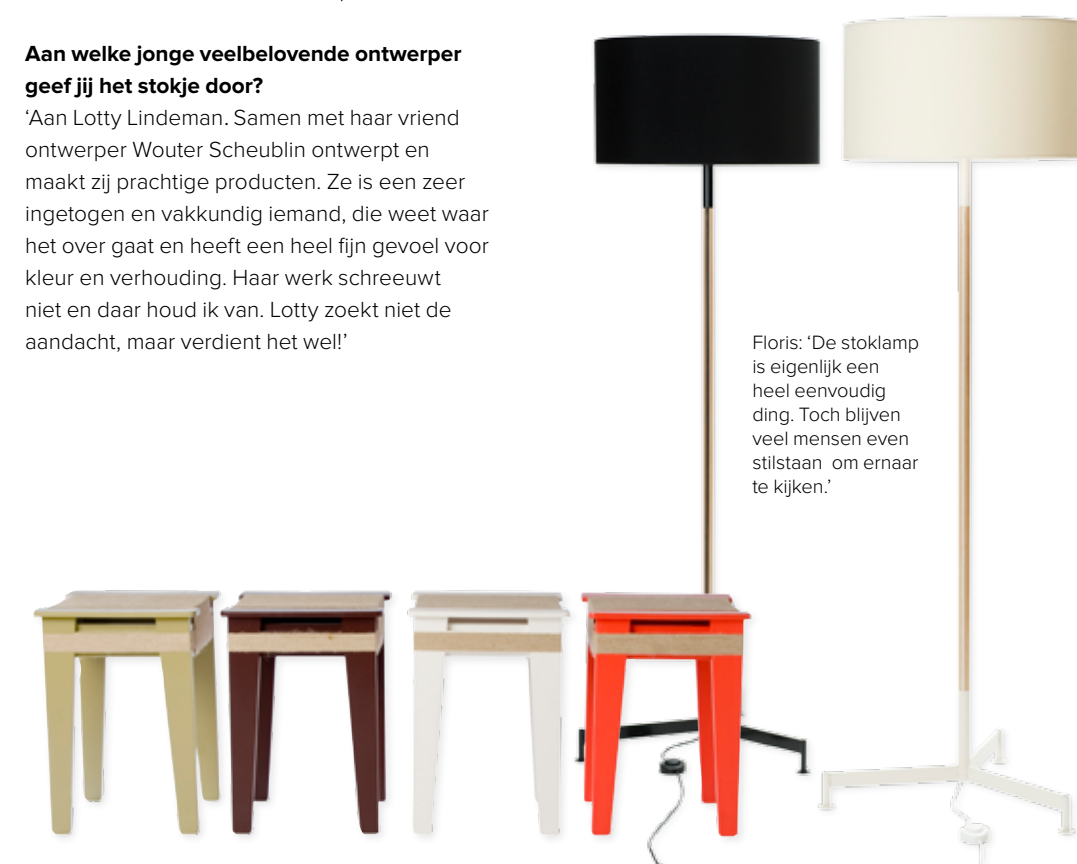 Aan welke jonge veelbelovende ontwerper
geef jij het stokje door?
‘Aan Lotty Lindeman. Samen met haar vriend
ontwerper Wouter Scheublin ontwerpt en
maakt zij prachtige producten. Ze is een zeer
ingetogen en vakkundig iemand, die weet waar
het over gaat en heeft een heel fijn gevoel voor
kleur en verhouding. Haar werk schreeuwt
niet en daar houd ik van. Lotty zoekt niet de
aandacht, maar verdient het wel!’
Floris: ‘De stoklamp
is eigenlijk een
heel eenvoudig
ding. Toch blijven
veel mensen even
stilstaan  om ernaar
te kijken.’